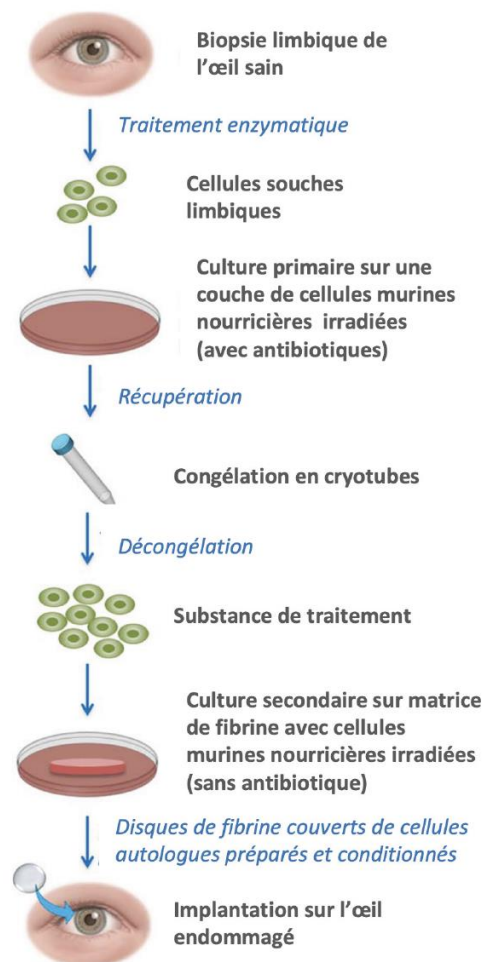 Biopsie limbique de
l’œil sain
Traitement enzymatique
Cellules souches
limbiques
Culture primaire sur une
couche de cellules murines
nourricières irradiées
(avec antibiotiques)
Récupération
Congélation en cryotubes
Décongélation
Substance de traitement
Culture secondaire sur matrice
de fibrine avec cellules
murines nourricières irradiées
(sans antibiotique)
Disques de fibrine couverts de cellules
autologues préparés et conditionnés
Implantation sur l’œil
endommagé